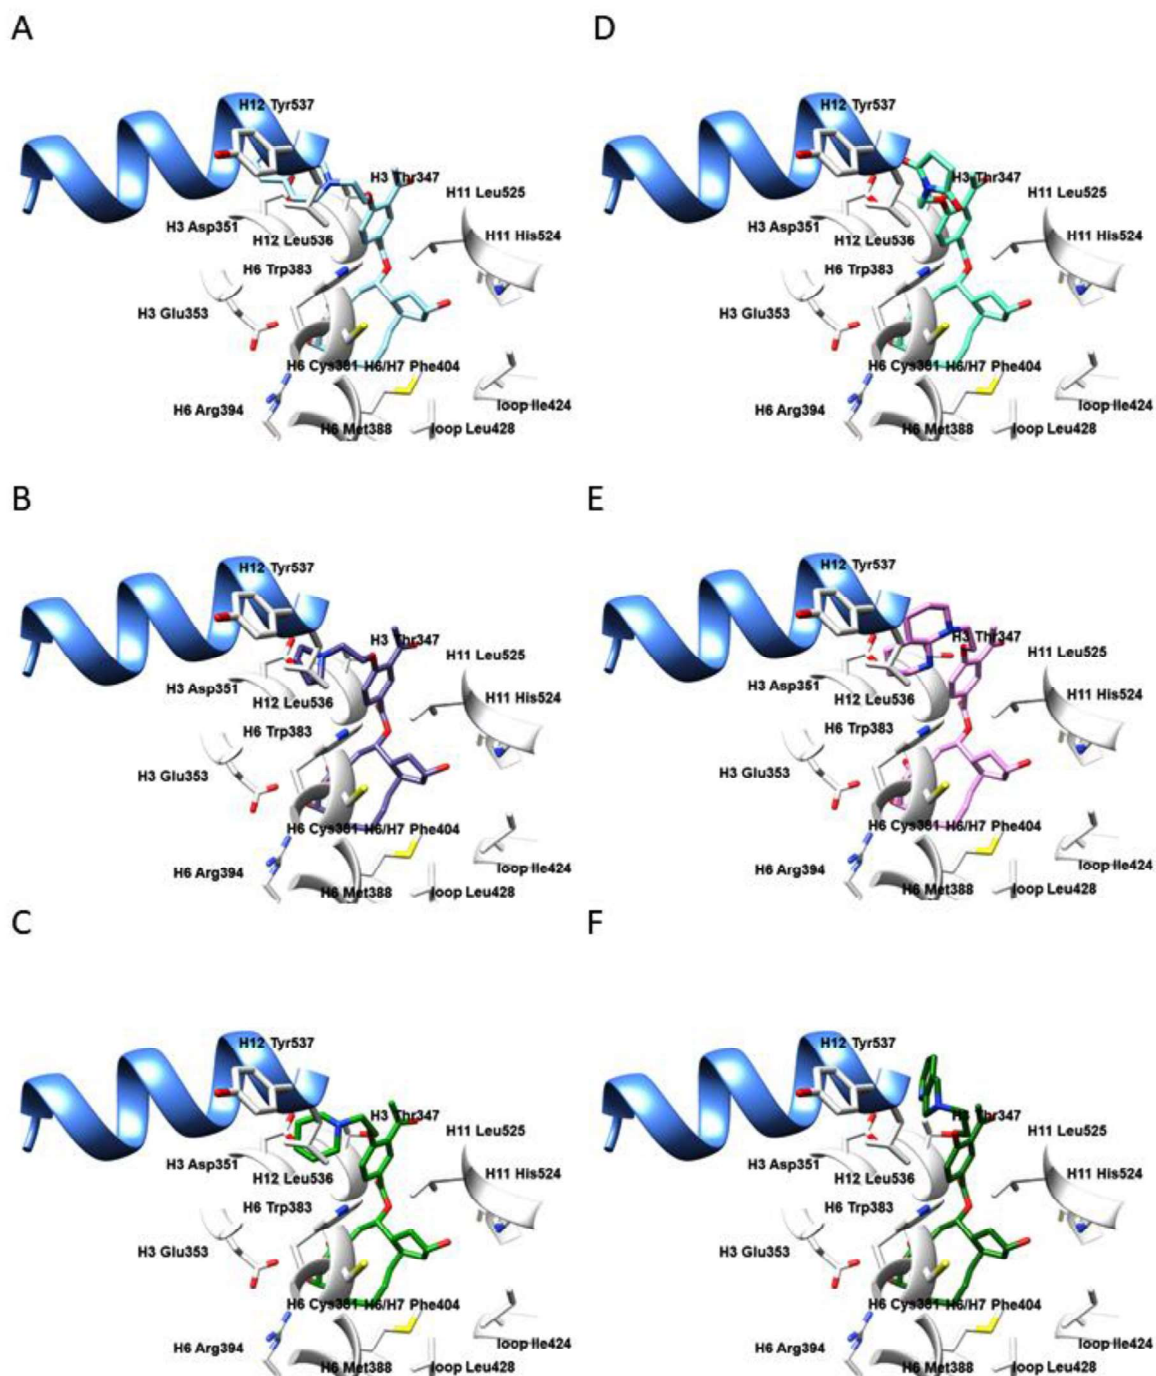 A
H12 Tyr537
H3 Thr347
H11 Leu525
H3 Asp351
H12 Leu536
H11 His524
H6 Trp383
H3 Glu353
H6 Cys381 H6/H7 Phe404
H6 Arg394
loop Ile424
H6 Met388
loop Leu428
D
H12 Tyr537
H3 Thr347
H11 Leu525
H3 Asp351
H12 Leu536
H11 His524
H6 Trp383
H3 Glu353
H6 Cys381 H6/H7 Phe404
H6 Arg394
loop Ile424
H6 Met388
loop Leu428
B
H12 Tyr537
H3 Thr347
H11 Leu525
H3 Asp351
H12 Leu536
H11 His524
H6 Trp383
H3 Glu353
H6 Cys381 H6/H7 Phe404
H6 Arg394
loop Ile424
H6 Met388
loop Leu428
E
H12 Tyr537
H3 Thr347
H11 Leu525
H3 Asp351
H12 Leu536
H11 His524
H6 Trp383
H3 Glu353
H6 Cys381 H6/H7 Phe404
H6 Arg394
loop Ile424
H6 Met388
loop Leu428
C
H12 Tyr537
H3 Thr347
H11 Leu525
H3 Asp351
H12 Leu536
H11 His524
H6 Trp383
H3 Glu353
H6 Cys381 H6/H7 Phe404
H6 Arg394
loop Ile424
H6 Met388
loop Leu428
F
H12 Tyr537
H3 Thr347
H11 Leu525
H3 Asp351
H12 Leu536
H11 His524
H6 Trp383
H3 Glu353
H6 Cys381 H6/H7 Phe404
H6 Arg394
loop Ile424
H6 Met388
loop Leu428